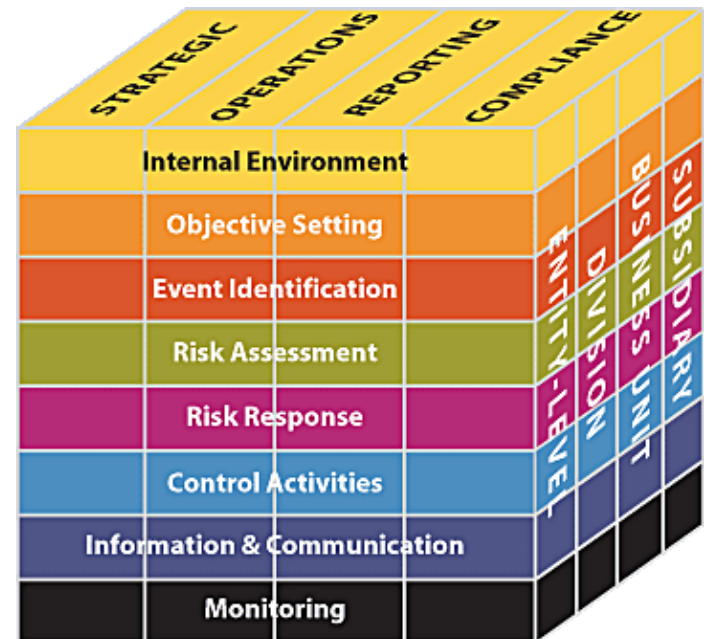 STRATEGIC
OPERATIONS
REPORTING
COMPLIANCE
Internal Environment
Objective Setting
Event Identification
Risk Assessment
Risk Response
Control Activities
Information & Communication
Monitoring
ENTITY-LEVEL
DIVISION
BUSINESS UNIT
SUBSIDIARY